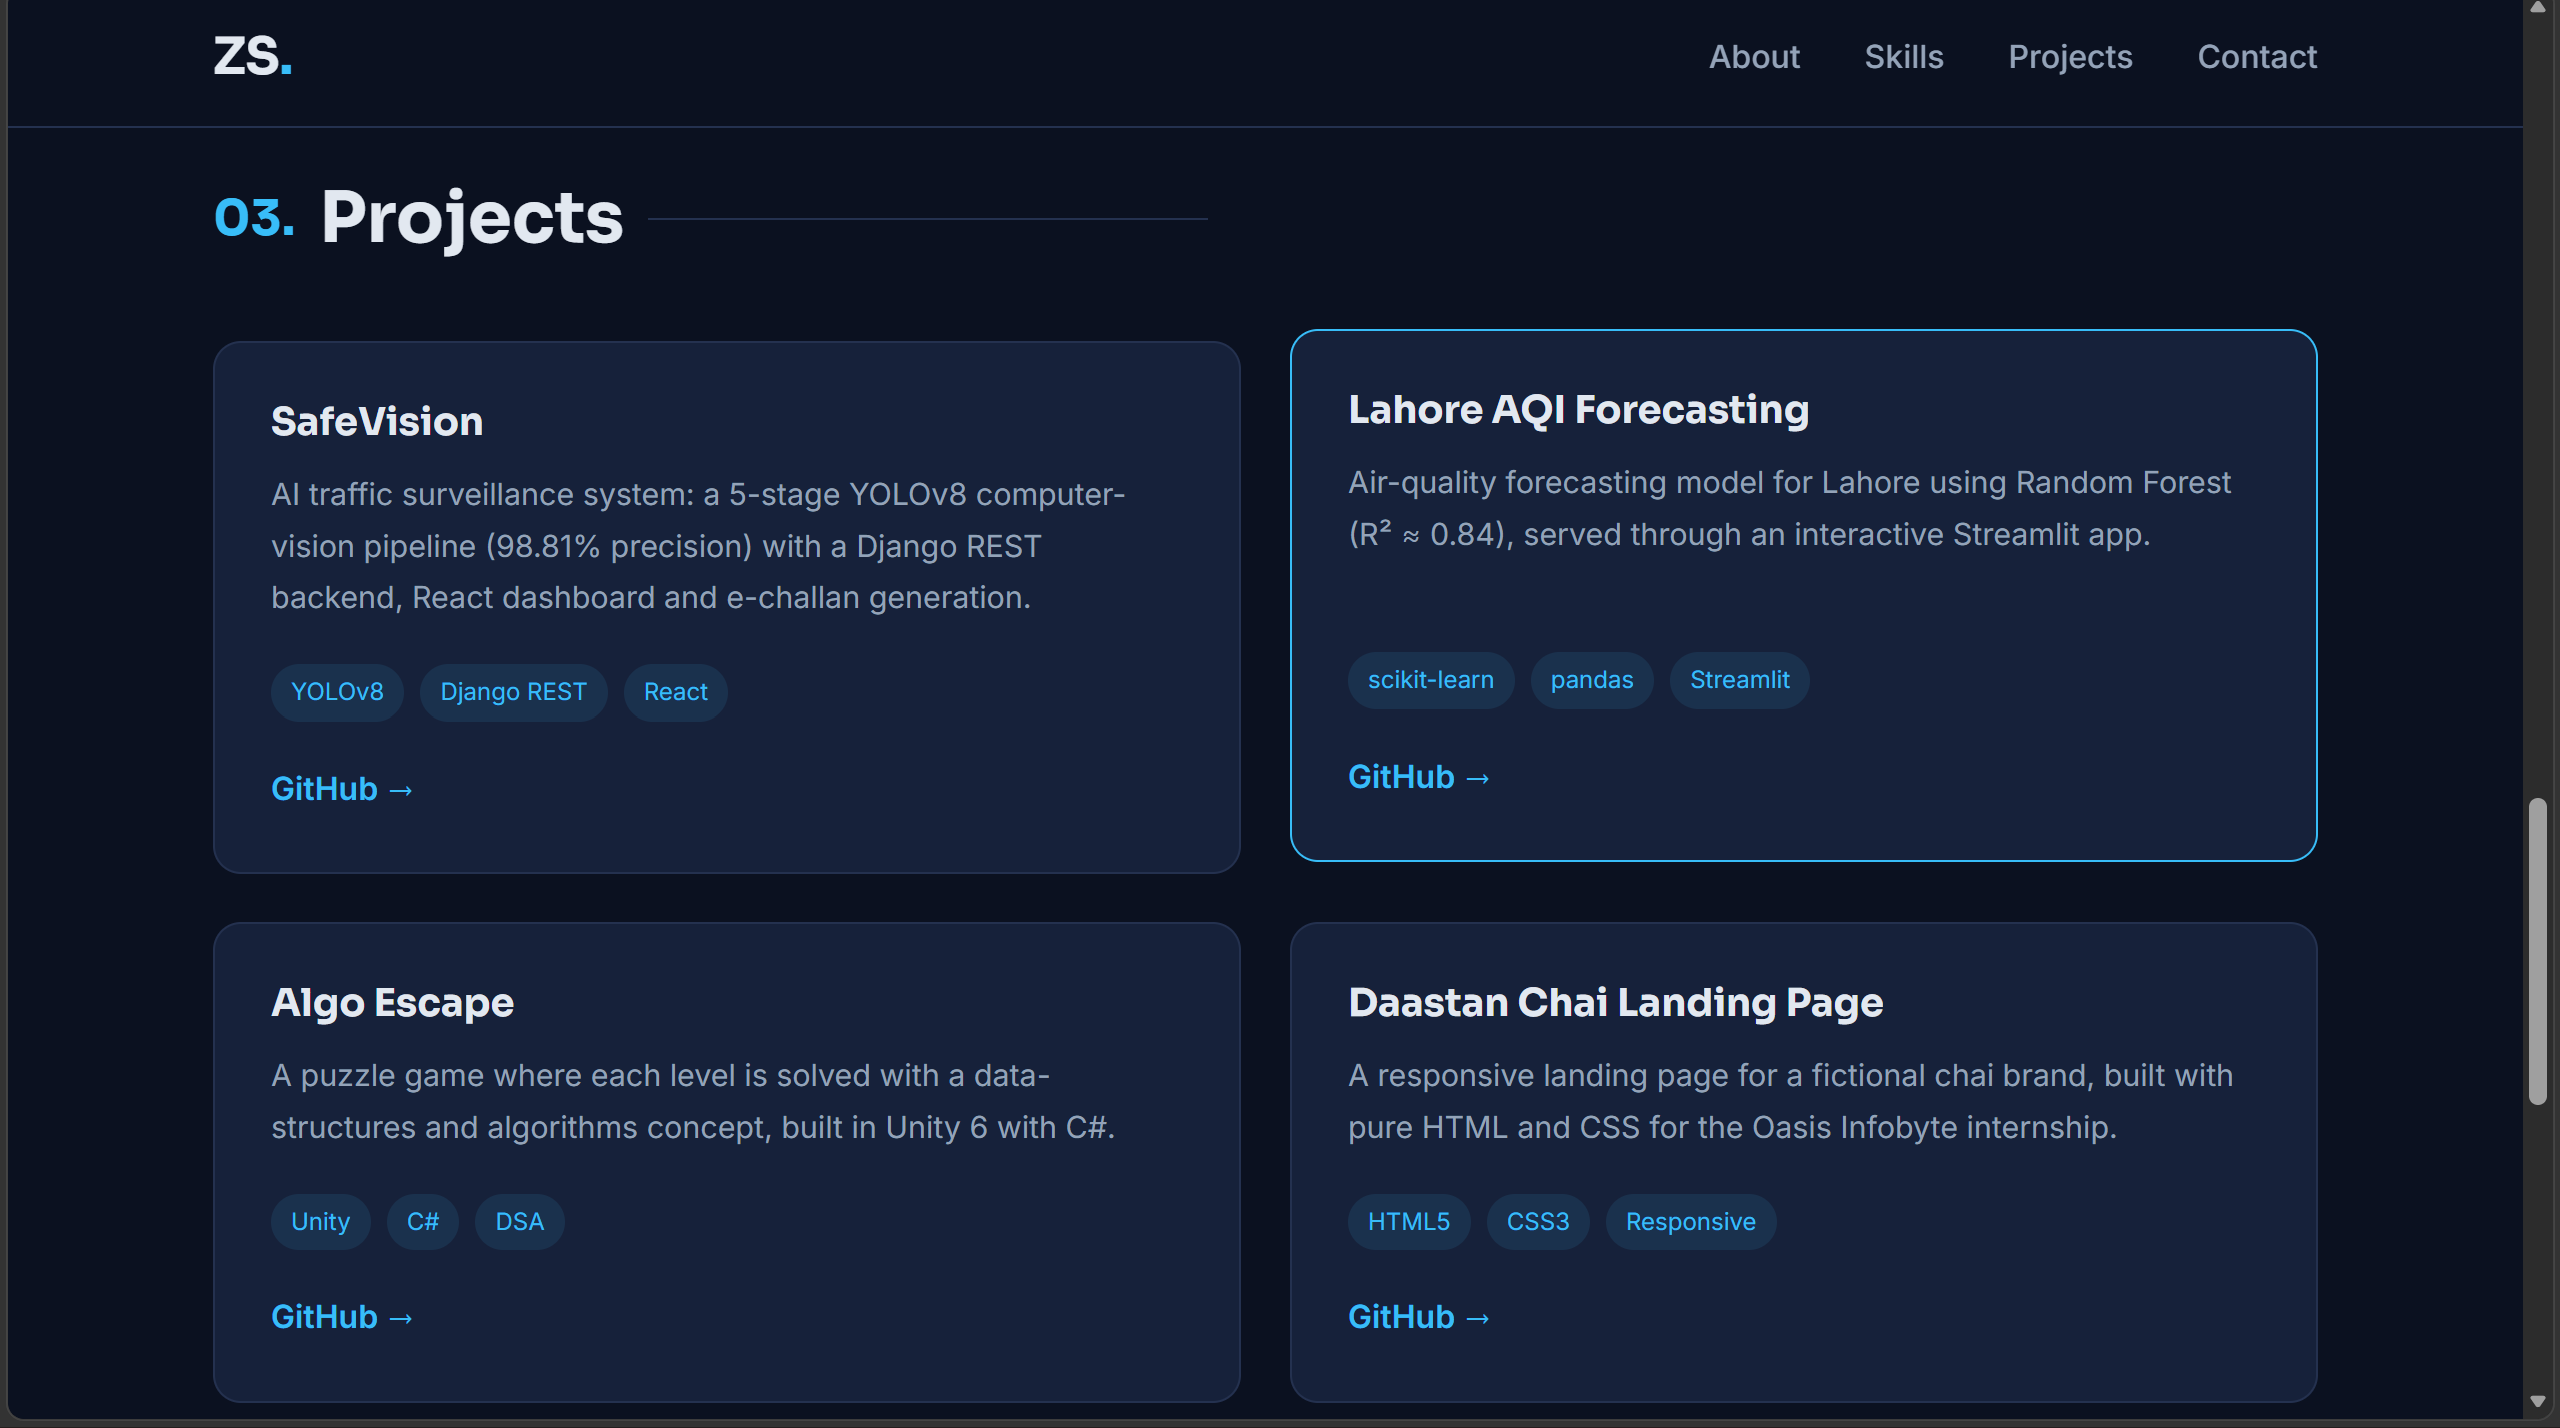 ZS.
About
Skills
Projects
Contact
03. Projects
SafeVision
AI traffic surveillance system: a 5-stage YOLOv8 computer-
vision pipeline (98.81% precision) with a Django REST
backend, React dashboard and e-challan generation.
YOLOv8
Django REST
React
GitHub →
Lahore AQI Forecasting
Air-quality forecasting model for Lahore using Random Forest
(R² ≈ 0.84), served through an interactive Streamlit app.
scikit-learn
pandas
Streamlit
GitHub →
Algo Escape
A puzzle game where each level is solved with a data-
structures and algorithms concept, built in Unity 6 with C#.
Unity
C#
DSA
GitHub →
Daastan Chai Landing Page
A responsive landing page for a fictional chai brand, built with
pure HTML and CSS for the Oasis Infobyte internship.
HTML5
CSS3
Responsive
GitHub →